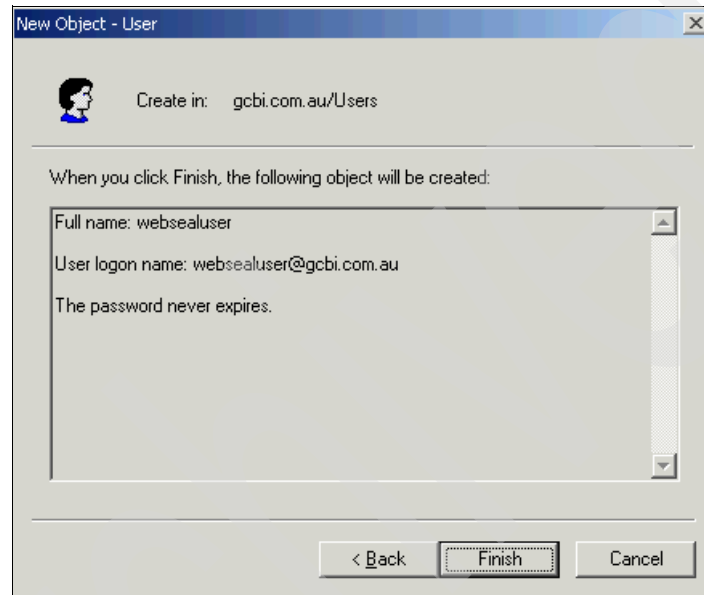 New Object - User
Create in: gcbi.com.au/Users
When you click Finish, the following object will be created:
Full name: websealuser
User logon name: websealuser@gcbi.com.au
The password never expires.
< Back Finish Cancel